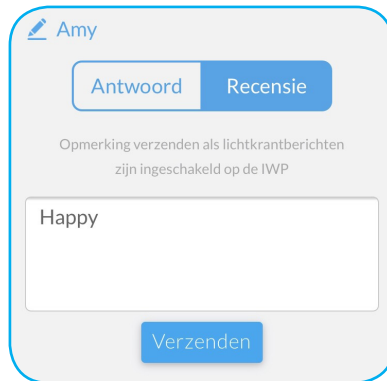 Amy
Antwoord Recensie
Opmerking verzenden als lichtkrantberichten
zijn ingeschakeld op de IWP
Happy
Verzenden